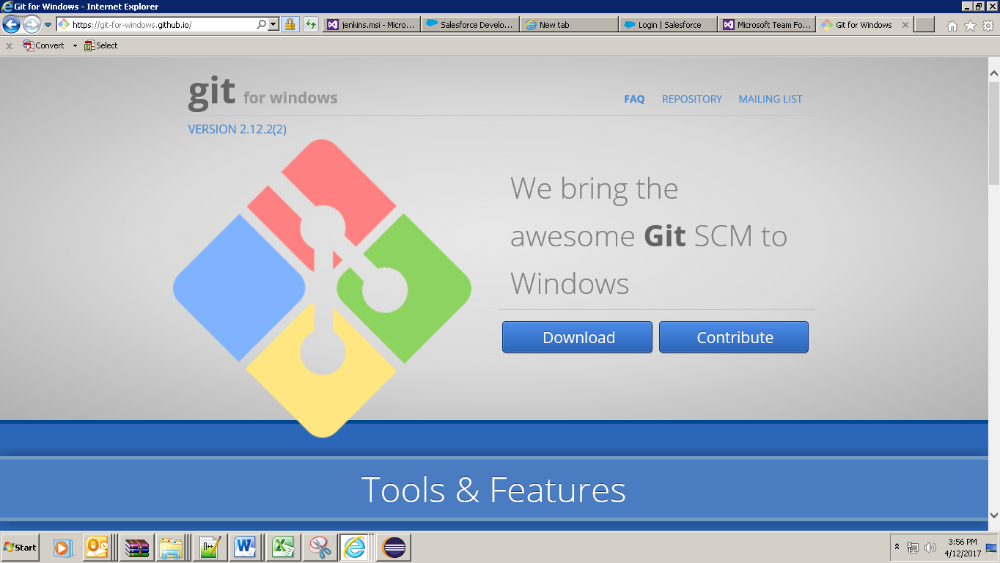 Git for Windows - Internet Explorer
https://git-for-windows.github.io/
jenkins.msi - Micro...
Salesforce Develo...
New tab
Login | Salesforce
Microsoft Team Fo...
Git for Windows
Convert
Select
git for windows
FAQ
REPOSITORY
MAILING LIST
VERSION 2.12.2(2)
We bring the
awesome Git SCM to
Windows
Download
Contribute
Tools & Features
Start
3:56 PM
4/12/2017